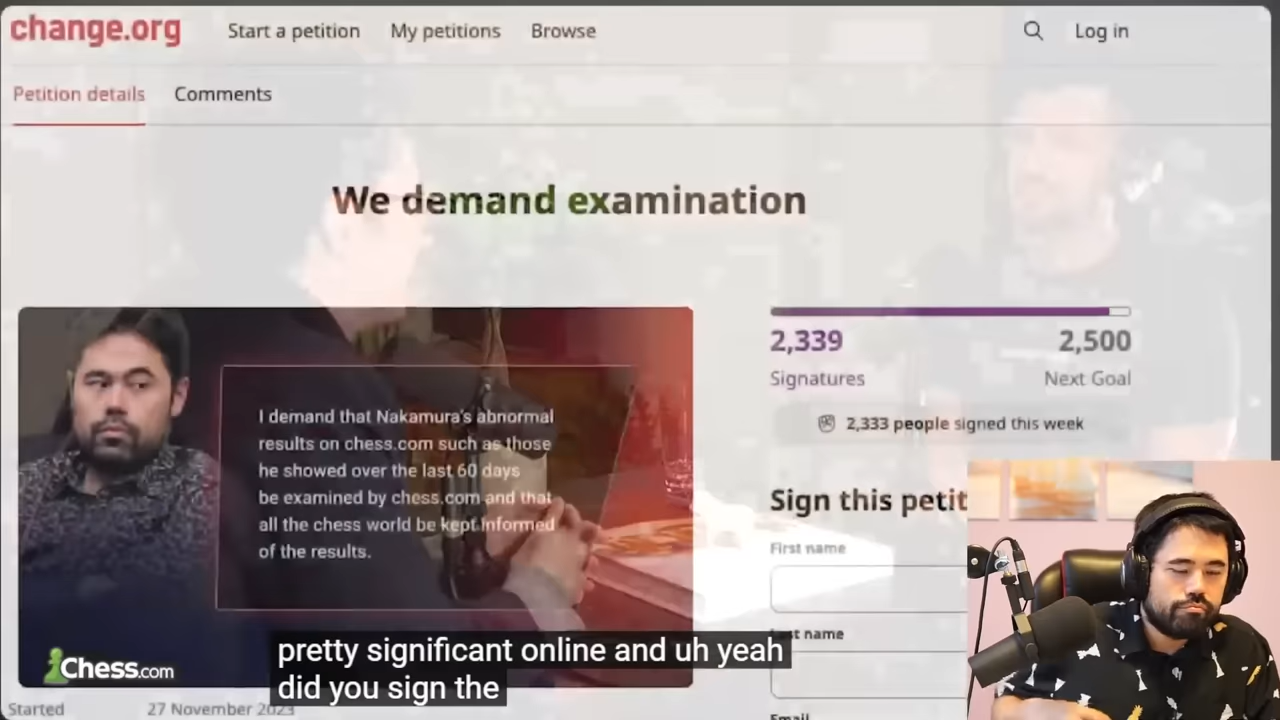 change.org
Start a petition
My petitions
Browse
Log in
Petition details
Comments
We demand examination
I demand that Nakamura's abnormal
results on chess.com such as those
he showed over the last 60 days
be examined by chess.com and that
all the chess world be kept informed
of the results.
Chess.com
Started
27 November 2023
2,339
2,500
Signatures
Next Goal
2,333 people signed this week
Sign this petit
First name
Last name
Email
pretty significant online and uh yeah
did you sign the